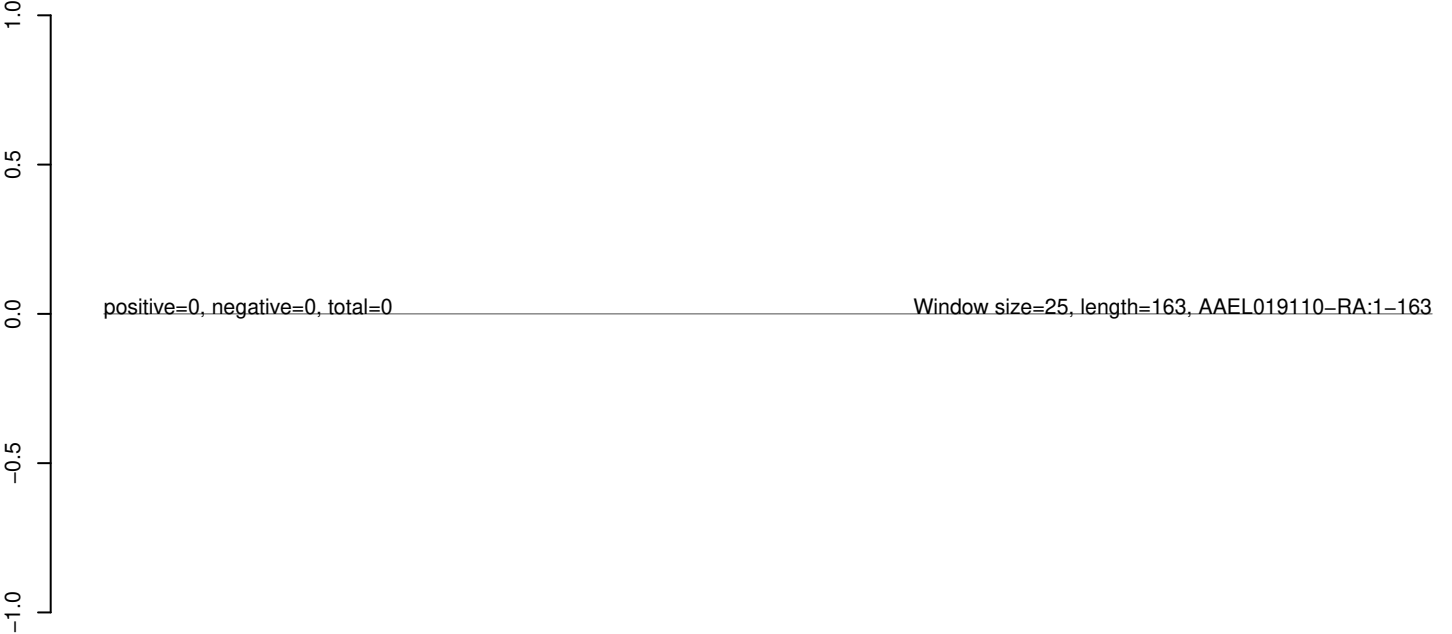 1.0
0.5
positive=0, negative=0, total=0
Window size=25, length=163, AAEL019110−RA:1−163
0.0
−0.5
−1.0